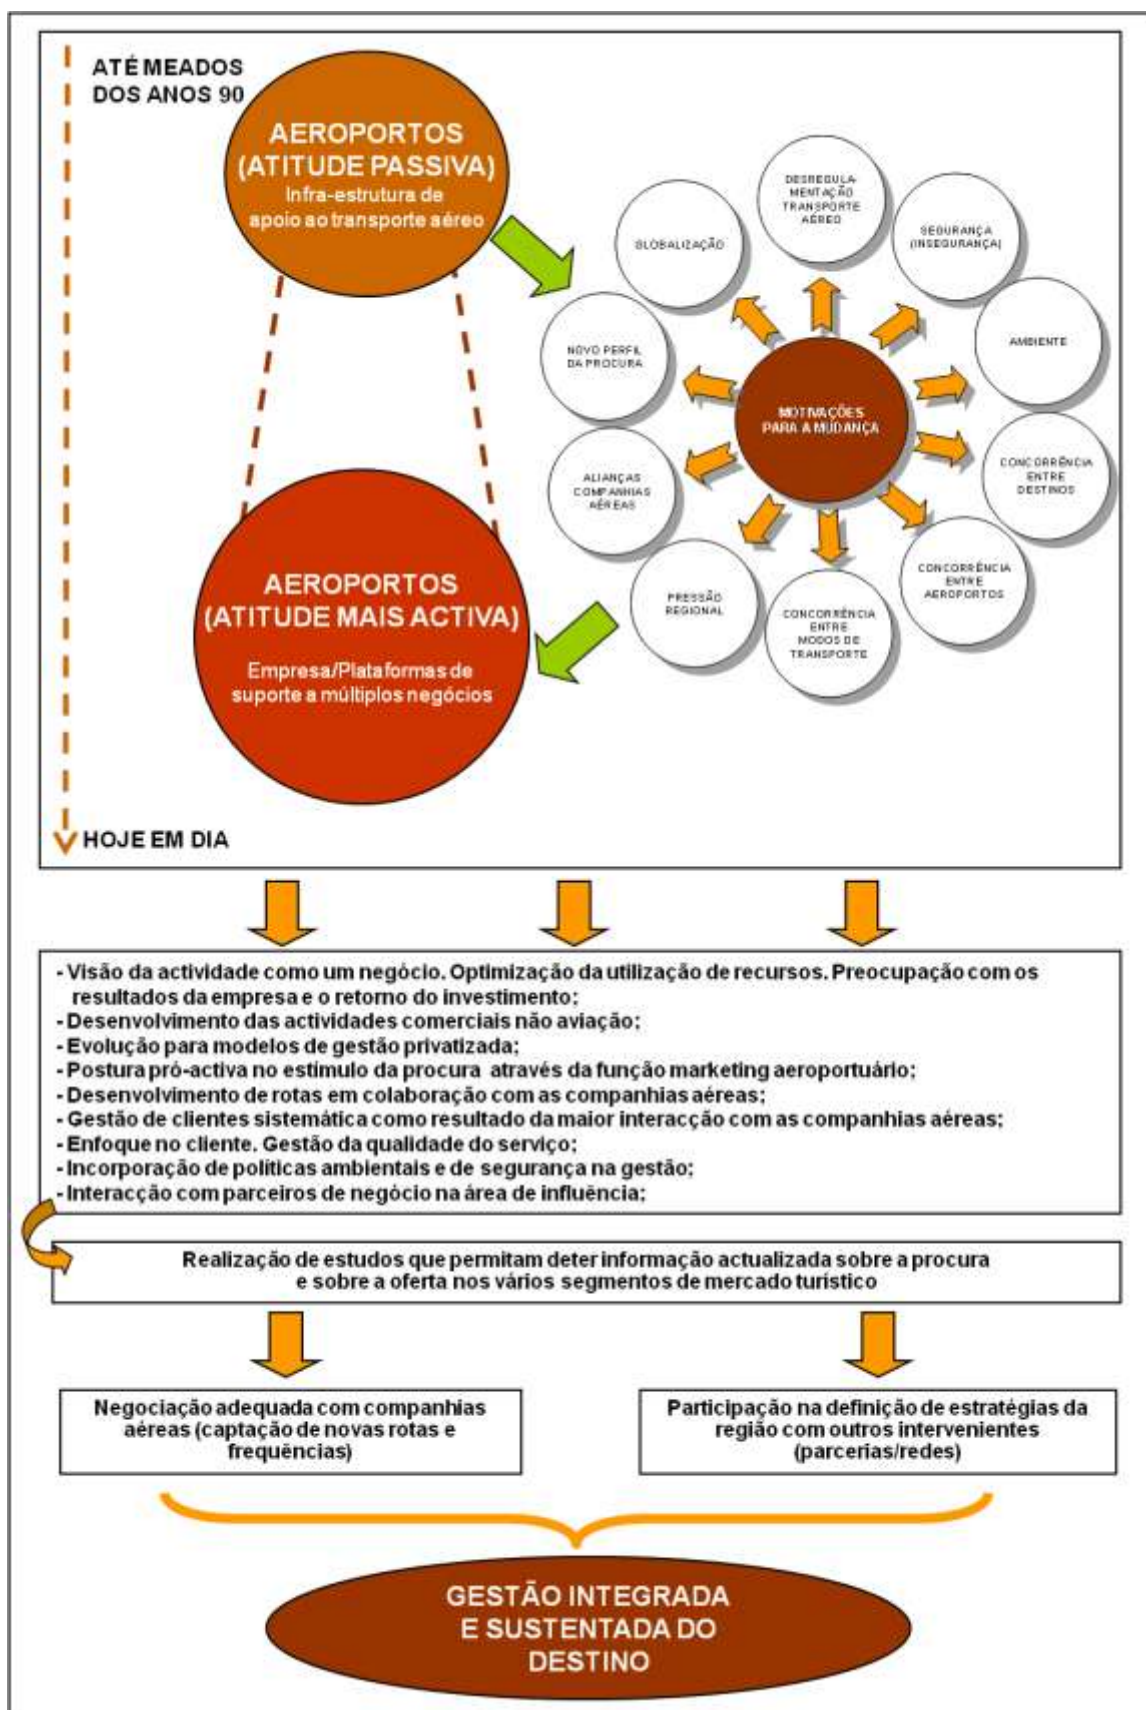 ATÉ MEADOS
DOS ANOS 90
AEROPORTOS
(ATITUDE PASSIVA)
Infra-estrutura de
apoio ao transporte aéreo
DESREGULA-
MENTAÇÃO
TRANSPORTE
AÉREO
SEGURANÇA
(INSEGURANÇA)
GLOBALIZAÇÃO
AMBIENTE
NOVO PERFIL
DA PROCURA
MOTIVAÇÕES
PARA A MUDANÇA
CONCORRÊNCIA
ENTRE
DESTINOS
ALIANÇAS
COMPANHIAS
AÉREAS
CONCORRÊNCIA
ENTRE
AEROPORTOS
PRESSÃO
REGIONAL
CONCORRÊNCIA
ENTRE
MODOS DE
TRANSPORTE
AEROPORTOS
(ATITUDE MAIS ACTIVA)
Empresa/Plataformas de
suporte a múltiplos negócios
HOJE EM DIA
- Visão da actividade como um negócio. Optimização da utilização de recursos. Preocupação com os
resultados da empresa e o retorno do investimento;
- Desenvolvimento das actividades comerciais não aviação;
- Evolução para modelos de gestão privatizada;
- Postura pró-activa no estímulo da procura através da função marketing aeroportuário;
- Desenvolvimento de rotas em colaboração com as companhias aéreas;
- Gestão de clientes sistemática como resultado da maior interacção com as companhias aéreas;
- Enfoque no cliente. Gestão da qualidade do serviço;
- Incorporação de políticas ambientais e de segurança na gestão;
- Interacção com parceiros de negócio na área de influência;
Realização de estudos que permitam deter informação actualizada sobre a procura
e sobre a oferta nos vários segmentos de mercado turístico
Negociação adequada com companhias
aéreas (captação de novas rotas e
frequências)
Participação na definição de estratégias da
região com outros intervenientes
(parcerias/redes)
GESTÃO INTEGRADA
E SUSTENTADA DO
DESTINO